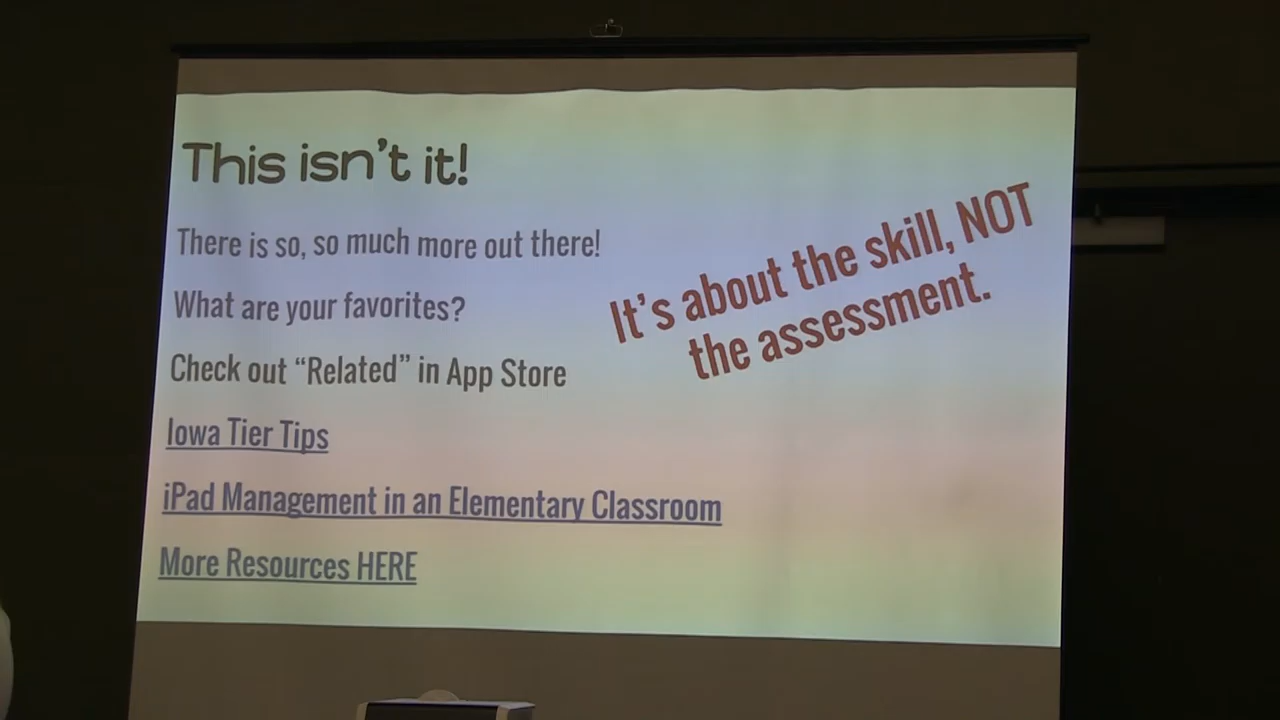 This isn't it!
There is so, so much more out there!
What are your favorites?
Check out “Related” in App Store
Iowa Tier Tips
iPad Management in an Elementary Classroom
More Resources HERE
It's about the skill, NOT
the assessment.